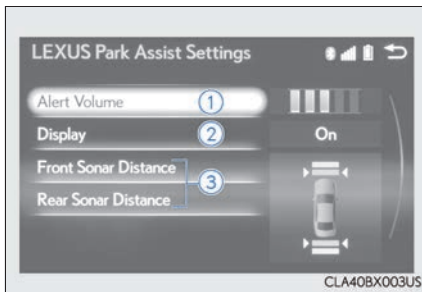 LEXUS Park Assist Settings
Alert Volume 1
Display 2 On
Front Sonar Distance
3
Rear Sonar Distance
CLA40BX003US